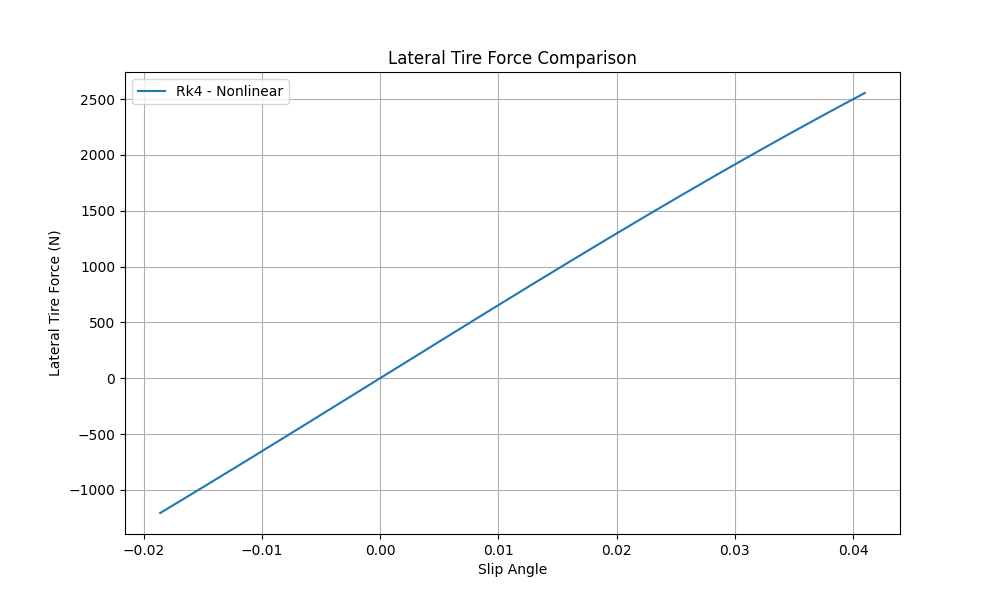 Lateral Tire Force Comparison
Rk4 - Nonlinear
2500
2000
1500
1000
500
0
−500
−1000
Lateral Tire Force (N)
−0.02 −0.01 0.00 0.01 0.02 0.03 0.04
Slip Angle